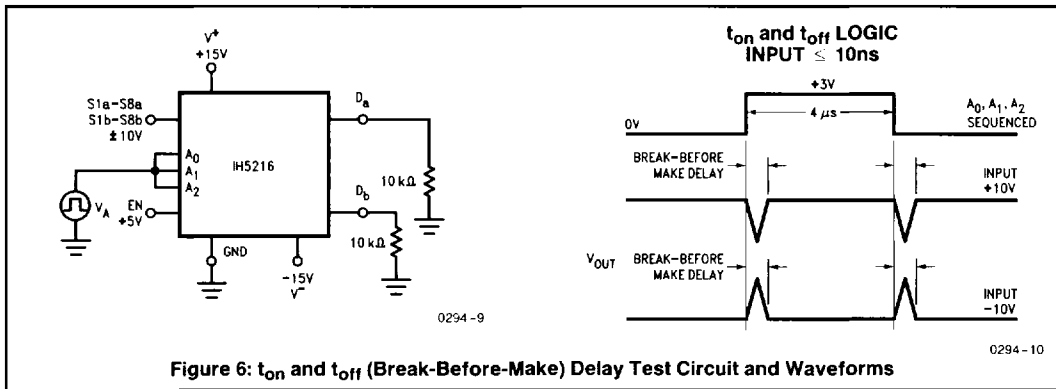 V+
+15V
S1a-S8a
S1b-S8b
±10V
A0
A1
A2
IH5216
VA
EN
+5V
GND
-15V
V-
Da
10 kΩ
Db
10 kΩ
0294-9
ton and toff LOGIC
INPUT ≤ 10ns
+3V
0V
4 μs
A0, A1, A2
SEQUENCED
BREAK-BEFORE
MAKE DELAY
INPUT
+10V
VOUT
BREAK-BEFORE
MAKE DELAY
INPUT
-10V
0294-10
Figure 6: ton and toff (Break-Before-Make) Delay Test Circuit and Waveforms